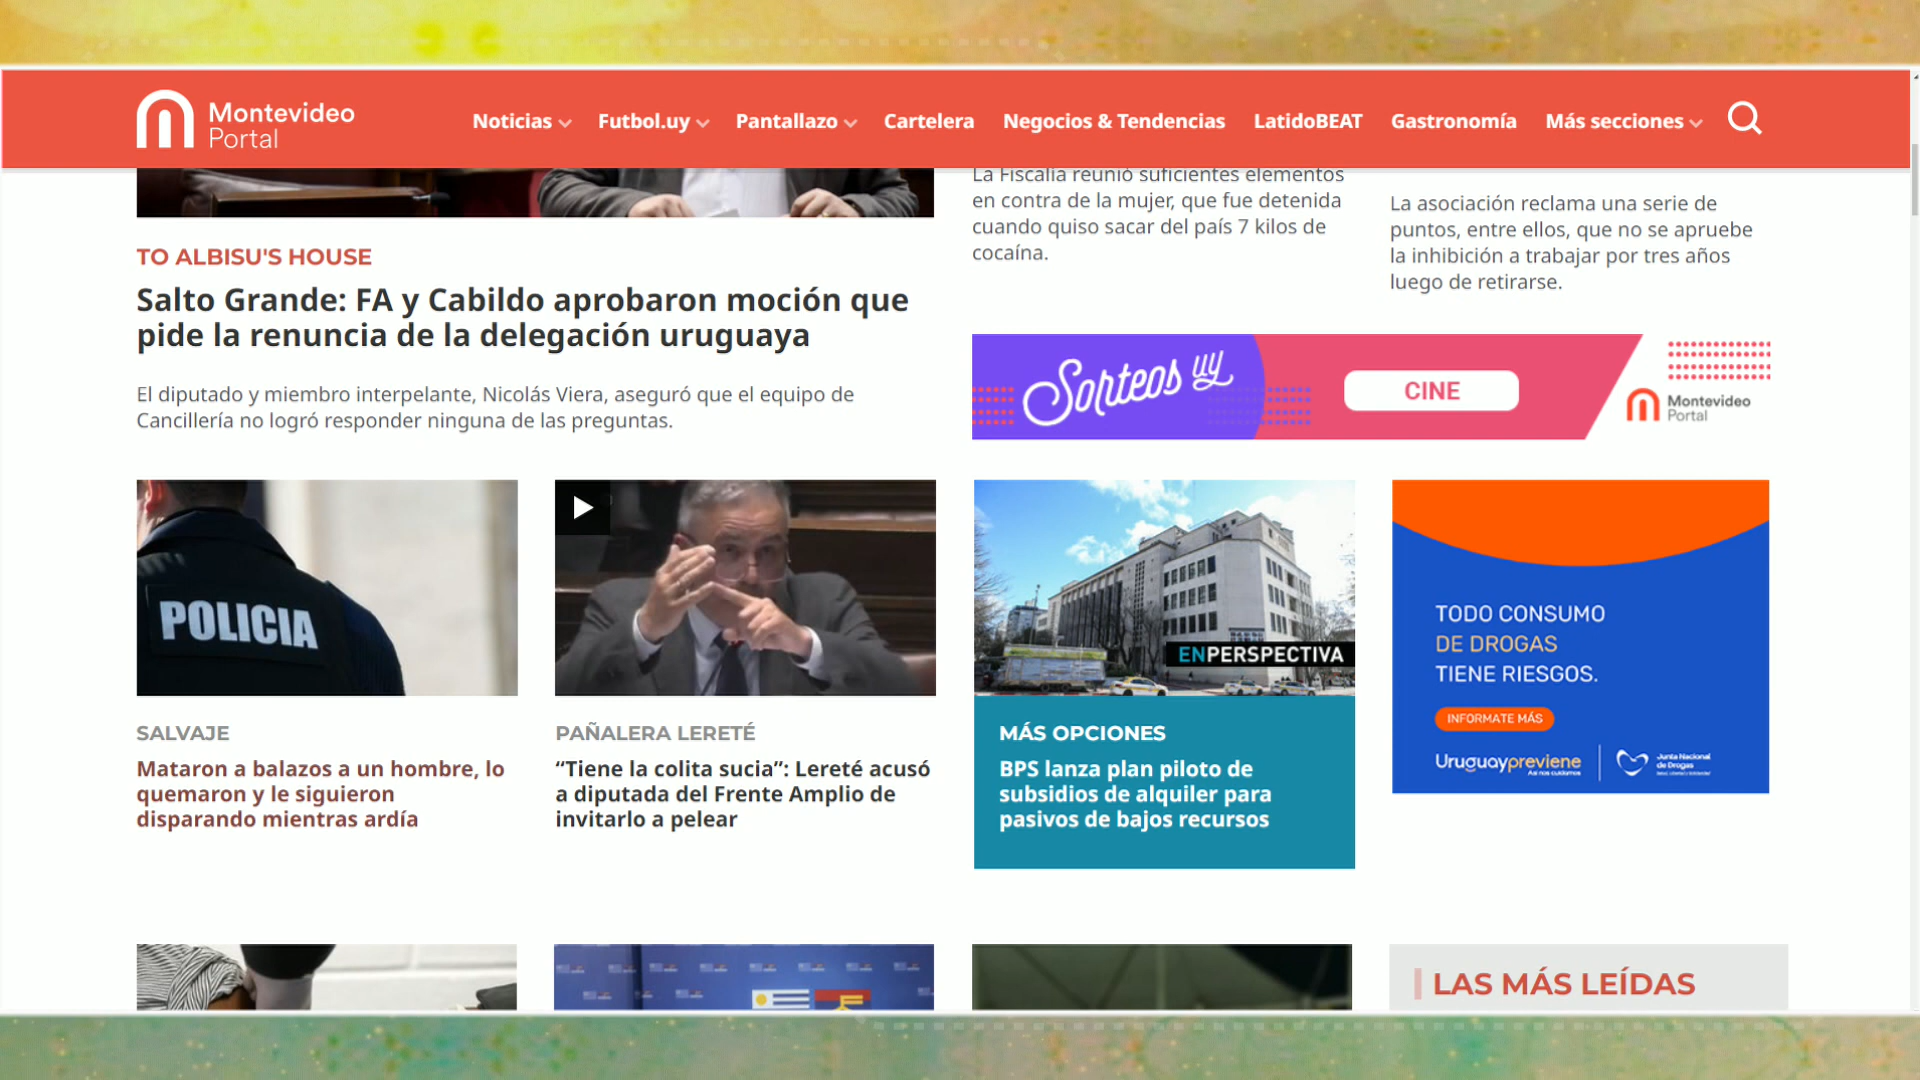 Montevideo
Portal
Noticias
Futbol.uy
Pantallazo
Cartelera
Negocios & Tendencias
LatidoBEAT
Gastronomía
Más secciones
TO ALBISU'S HOUSE
Salto Grande: FA y Cabildo aprobaron moción que
pide la renuncia de la delegación uruguaya
El diputado y miembro interpelante, Nicolás Viera, aseguró que el equipo de
Cancillería no logró responder ninguna de las preguntas.
La Fiscalía reunió suficientes elementos
en contra de la mujer, que fue detenida
cuando quiso sacar del país 7 kilos de
cocaína.
La asociación reclama una serie de
puntos, entre ellos, que no se apruebe
la inhibición a trabajar por tres años
luego de retirarse.
Sorteos uy
CINE
Montevideo
Portal
POLICIA
SALVAJE
Mataron a balazos a un hombre, lo
quemaron y le siguieron
disparando mientras ardía
PAÑALERA LERETÉ
“Tiene la colita sucia”: Lereté acusó
a diputada del Frente Amplio de
invitarlo a pelear
ENPERSPECTIVA
MÁS OPCIONES
BPS lanza plan piloto de
subsidios de alquiler para
pasivos de bajos recursos
TODO CONSUMO
DE DROGAS
TIENE RIESGOS.
INFORMATE MÁS
Uruguaypreviene
Así nos cuidamos
Junta Nacional
de Drogas
LAS MÁS LEÍDAS